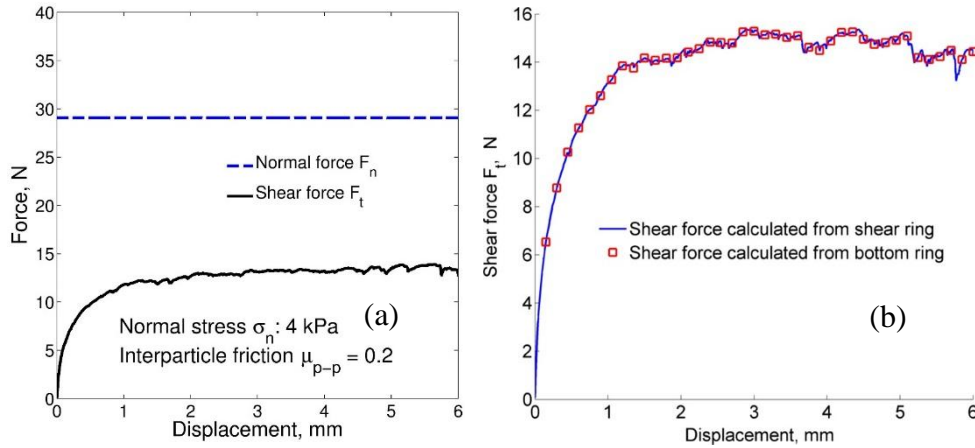 40
35
30
25
20
15
10
5
0
Force, N
Normal force Fn
Shear force Ft
(a)
Normal stress σn: 4 kPa
Interparticle friction μp−p = 0.2
0 1 2 3 4 5 6
Displacement, mm
16
14
12
10
8
6
4
2
0
Shear force Ft, N
Shear force calculated from shear ring
Shear force calculated from bottom ring
(b)
0 1 2 3 4 5 6
Displacement, mm